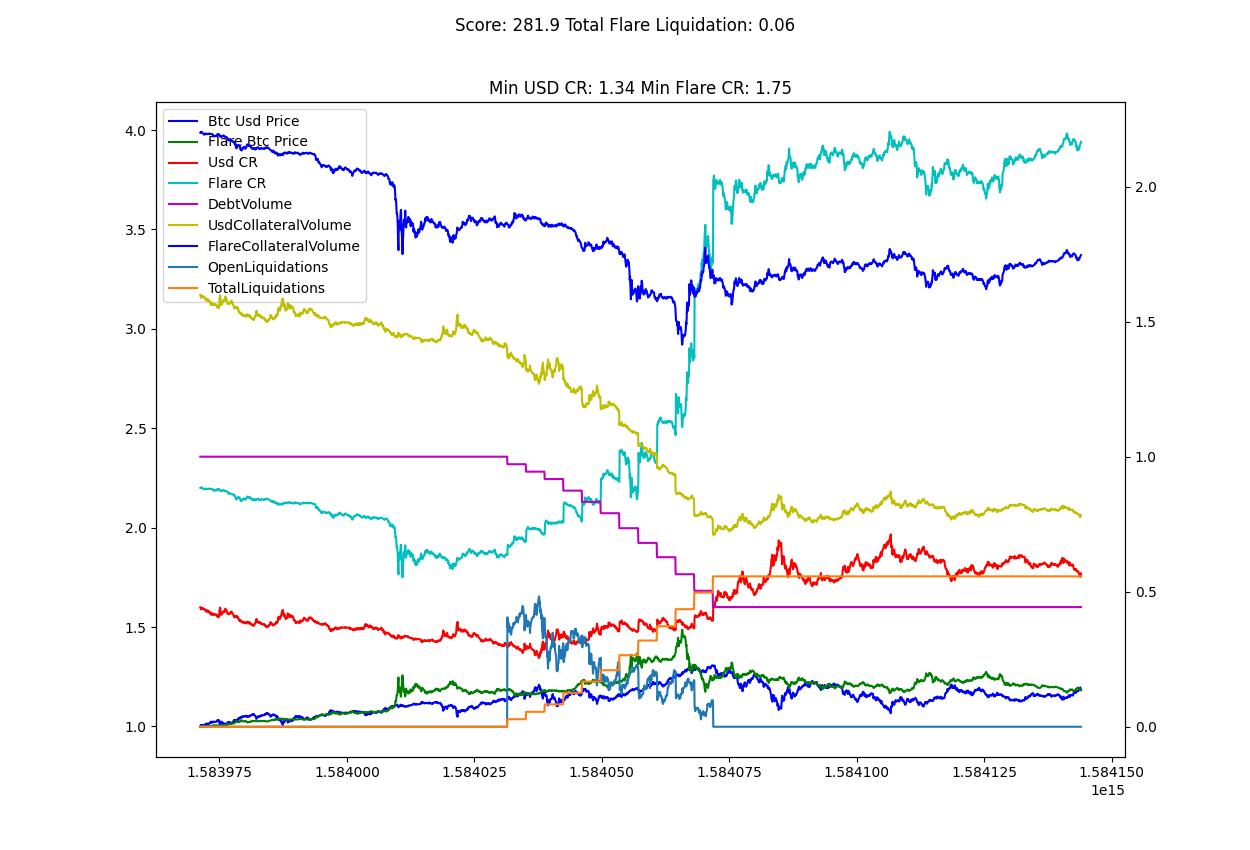 Score: 281.9 Total Flare Liquidation: 0.06
Min USD CR: 1.34 Min Flare CR: 1.75
Btc Usd Price
Flare Btc Price
Usd CR
Flare CR
DebtVolume
UsdCollateralVolume
FlareCollateralVolume
OpenLiquidations
TotalLiquidations
4.0
3.5
3.0
2.5
2.0
1.5
1.0
2.0
1.5
1.0
0.5
0.0
1.583975
1.584000
1.584025
1.584050
1.584075
1.584100
1.584125
1.584150
1e15